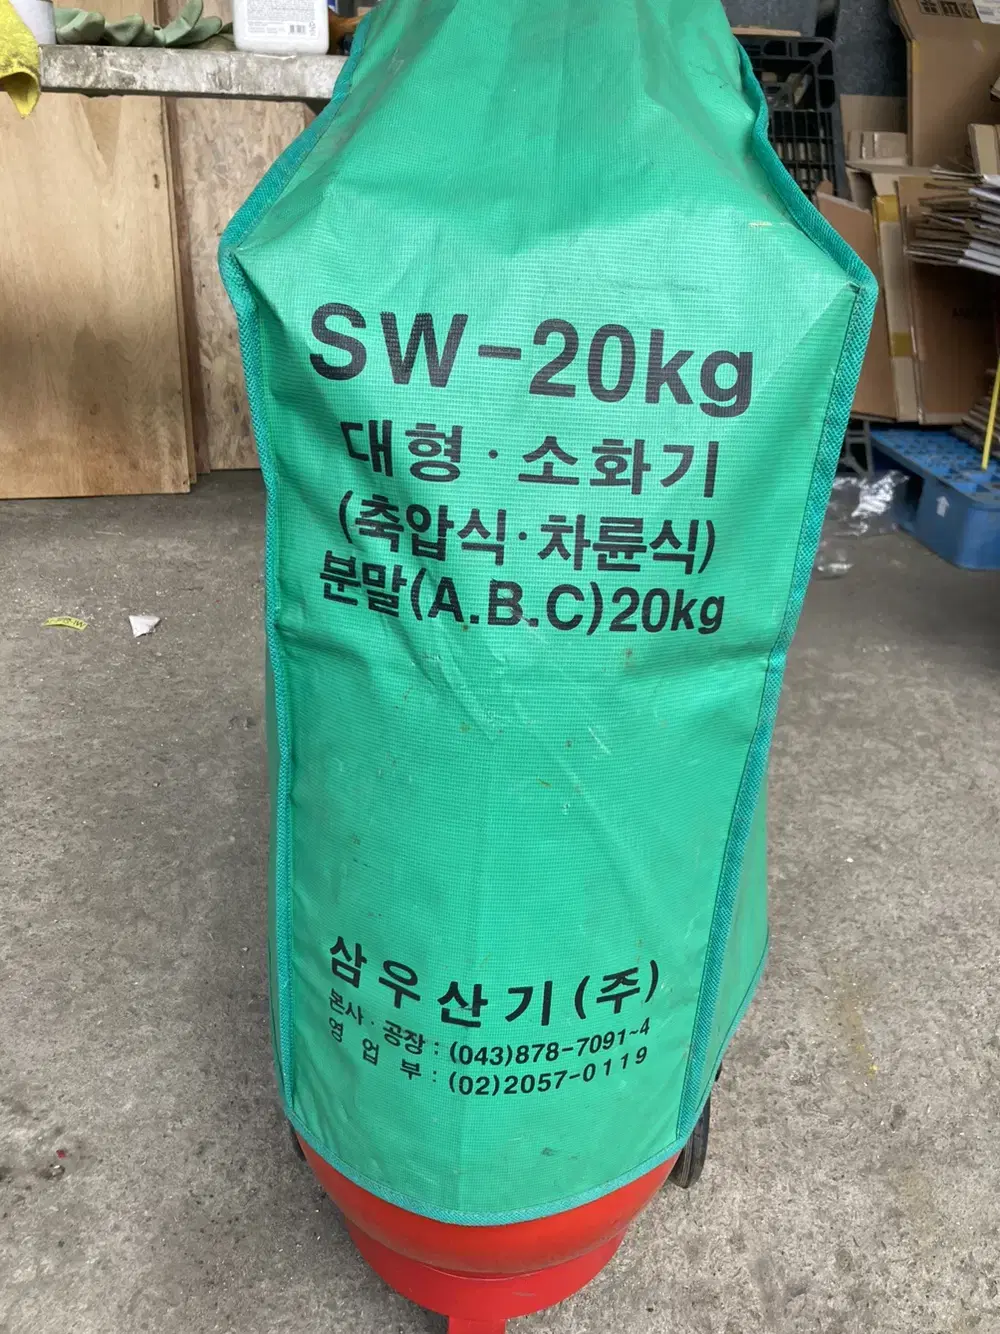 SW-20kg
대형·소화기
(축압식·차륜식)
분말(A.B.C)20kg
삼우산기(주)
본사·공장 : (043)878-7091~4
영업부 : (02)2057-0119